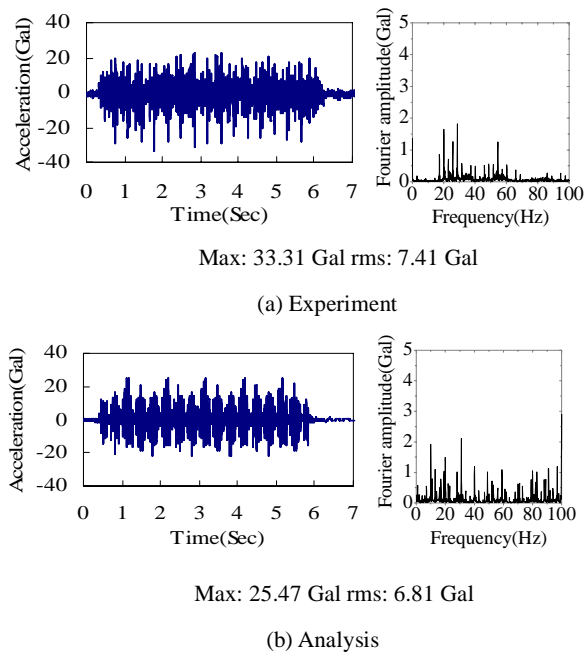 Acceleration(Gal)
40
20
0
-20
-40
0 1 2 3 4 5 6 7
Time(Sec)
Fourier amplitude(Gal)
5
4
3
2
1
0
0 20 40 60 80 100
Frequency(Hz)
Max: 33.31 Gal rms: 7.41 Gal
(a) Experiment
Acceleration(Gal)
40
20
0
-20
-40
0 1 2 3 4 5 6 7
Time(Sec)
Fourier amplitude(Gal)
5
4
3
2
1
0
0 20 40 60 80 100
Frequency(Hz)
Max: 25.47 Gal rms: 6.81 Gal
(b) Analysis